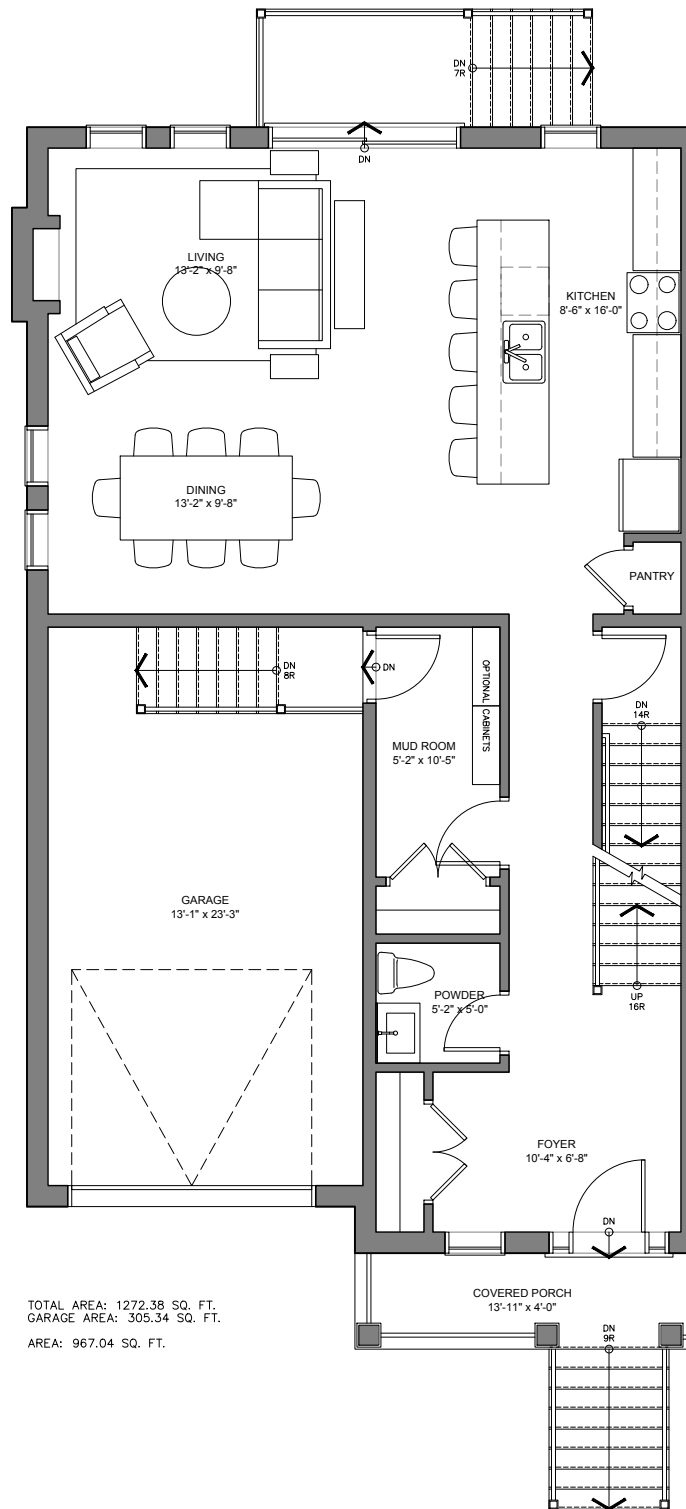 DN
7R
DN
LIVING
13'-2" x 9'-8"
KITCHEN
8'-6" x 16'-0"
DINING
13'-2" x 9'-8"
PANTRY
DN
8R
DN
OPTIONAL CABINETS
DN
14R
MUD ROOM
5'-2" x 10'-5"
GARAGE
13'-1" x 23'-3"
POWDER
5'-2" x 5'-0"
UP
16R
FOYER
10'-4" x 6'-8"
DN
COVERED PORCH
13'-11" x 4'-0"
TOTAL AREA: 1272.38 SQ. FT.
GARAGE AREA: 305.34 SQ. FT.
AREA: 967.04 SQ. FT.
DN
9R